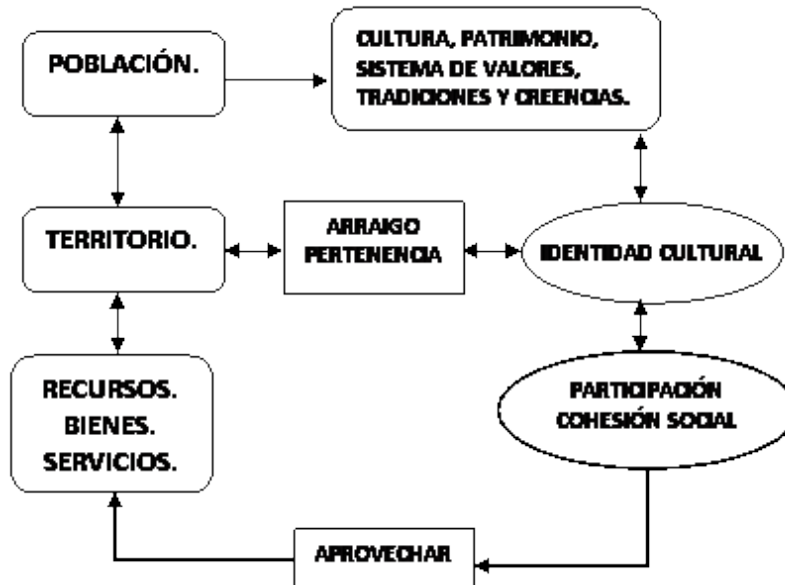 POBLACIÓN.
CULTURA, PATRIMONIO,
SISTEMA DE VALORES,
TRADICIONES Y CREENCIAS.
TERRITORIO.
ARRAIGO
PERTENENCIA
IDENTIDAD CULTURAL
RECURSOS.
BIENES.
SERVICIOS.
PARTICIPACIÓN
COHESIÓN SOCIAL
APROVECHAR